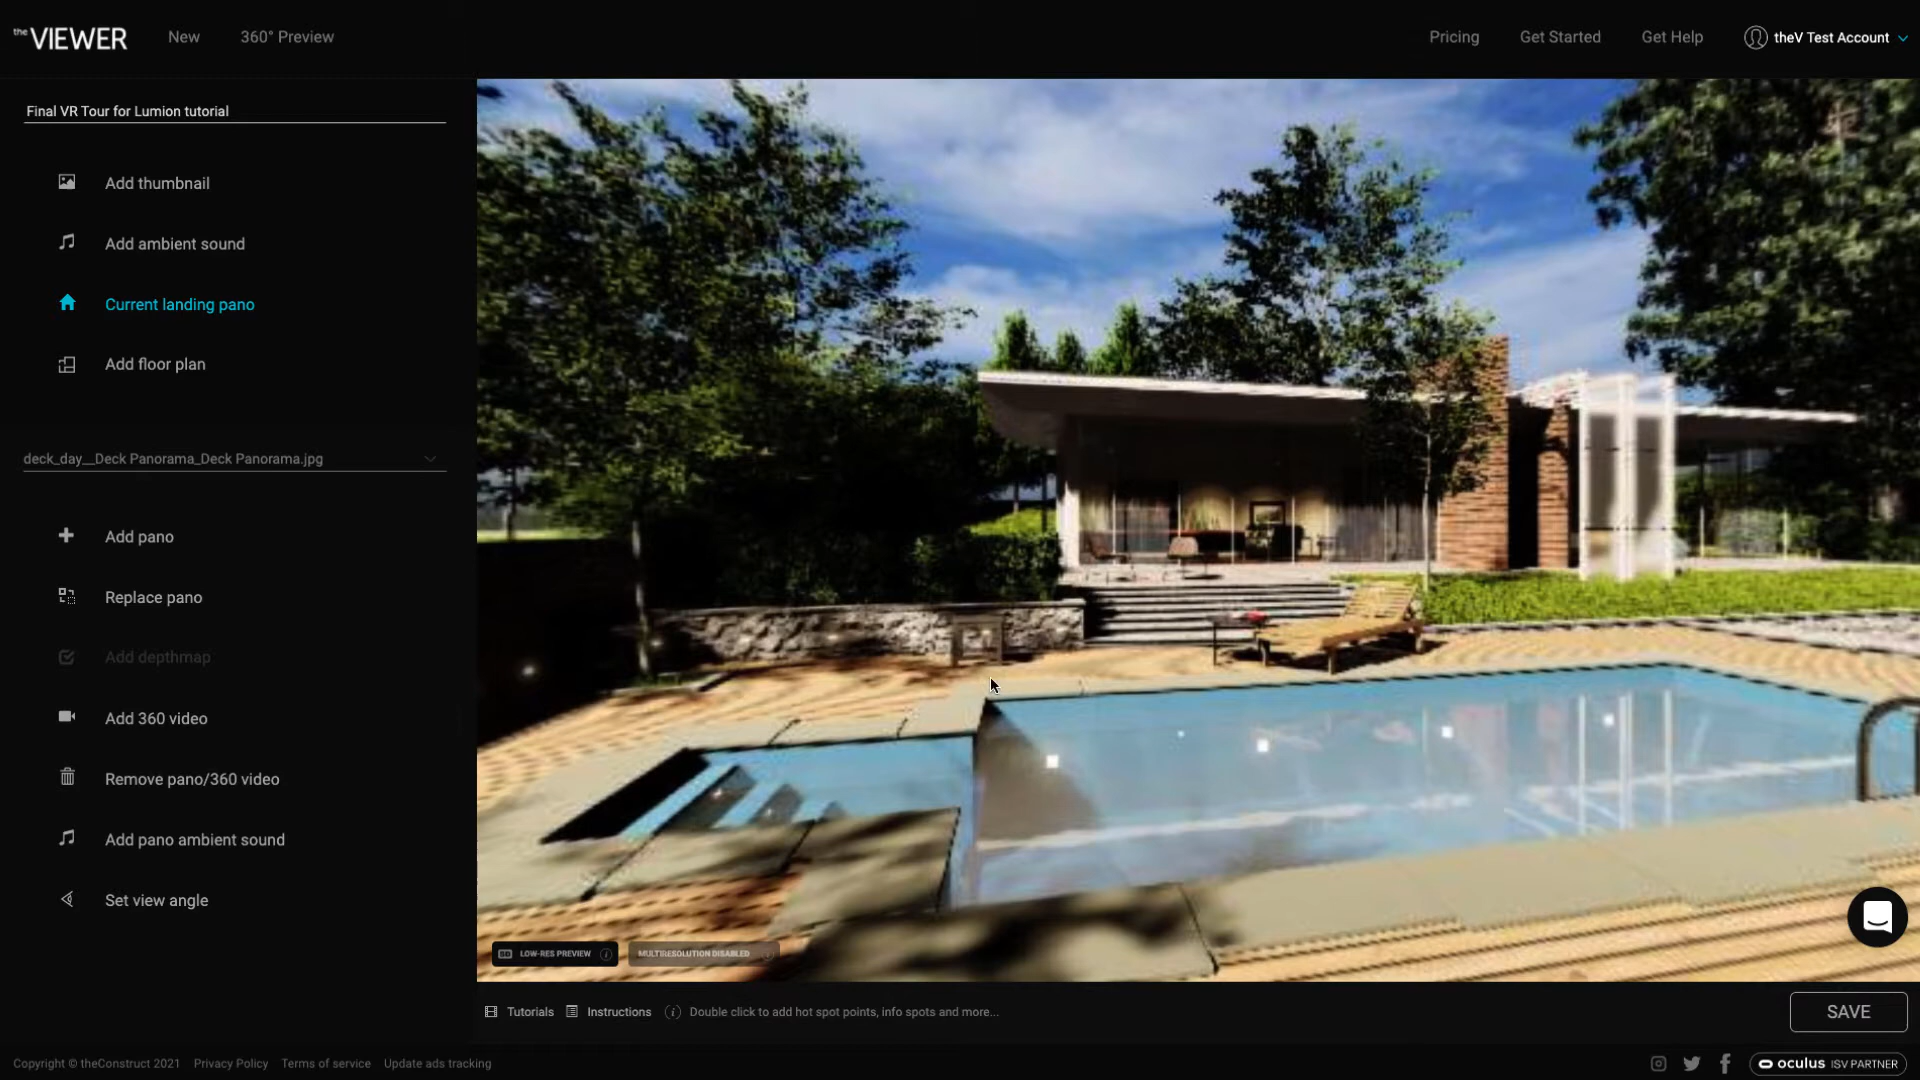 the VIEWER New 360° Preview Pricing Get Started Get Help theV Test Account
Final VR Tour for Lumion tutorial
Add thumbnail
Add ambient sound
Current landing pano
Add floor plan
deck_day__Deck Panorama_Deck Panorama.jpg
Add pano
Replace pano
Add depthmap
Add 360 video
Remove pano/360 video
Add pano ambient sound
Set view angle
LOW-RES PREVIEW MULTIRESOLUTION DISABLED
Tutorials Instructions Double click to add hot spot points, info spots and more... SAVE
Copyright © theConstruct 2021 Privacy Policy Terms of service Update ads tracking oculus ISV PARTNER